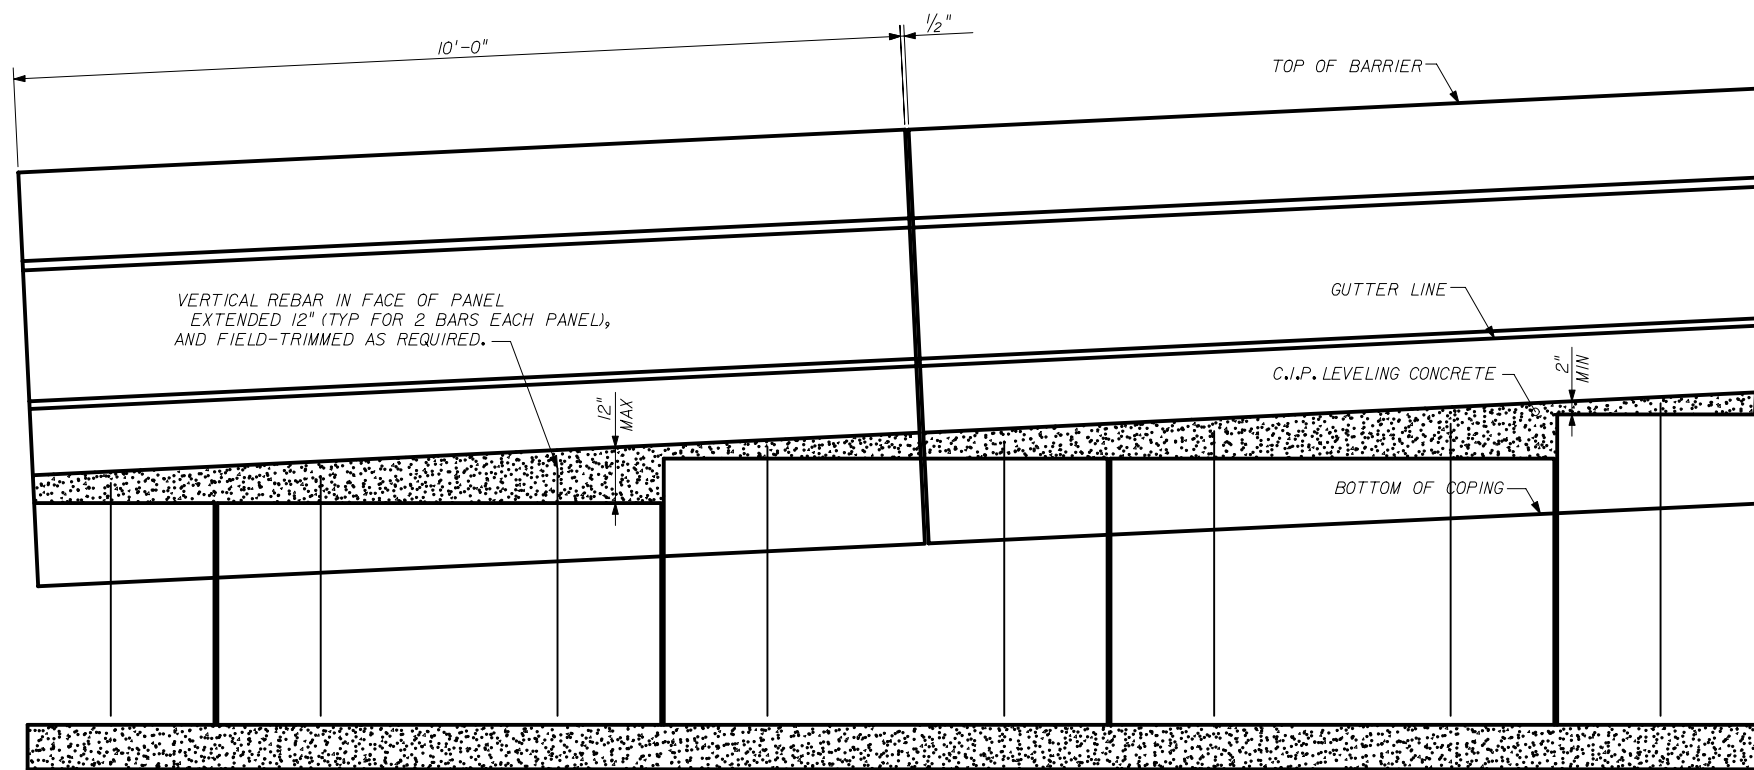 10'-0"
1/2"
TOP OF BARRIER
VERTICAL REBAR IN FACE OF PANEL
EXTENDED 12" (TYP FOR 2 BARS EACH PANEL),
AND FIELD-TRIMMED AS REQUIRED.
GUTTER LINE
C.I.P. LEVELING CONCRETE
2"
MIN
12"
MAX
BOTTOM OF COPING